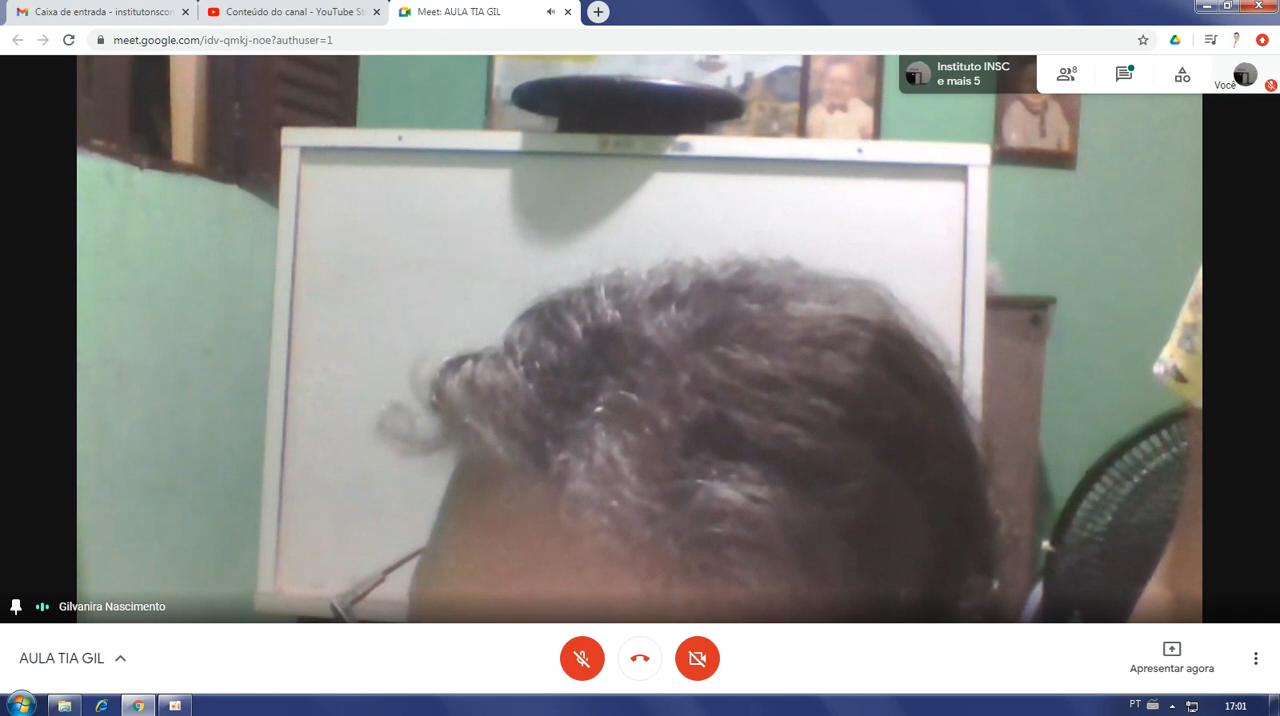 Caixa de entrada - institutonscon
Conteúdo do canal - YouTube St
Meet: AULA TIA GIL
meet.google.com/idv-qmkj-noe?authuser=1
Instituto INSC
e mais 5
8
Você
Gilvanira Nascimento
AULA TIA GIL
Apresentar agora
PT
17:01